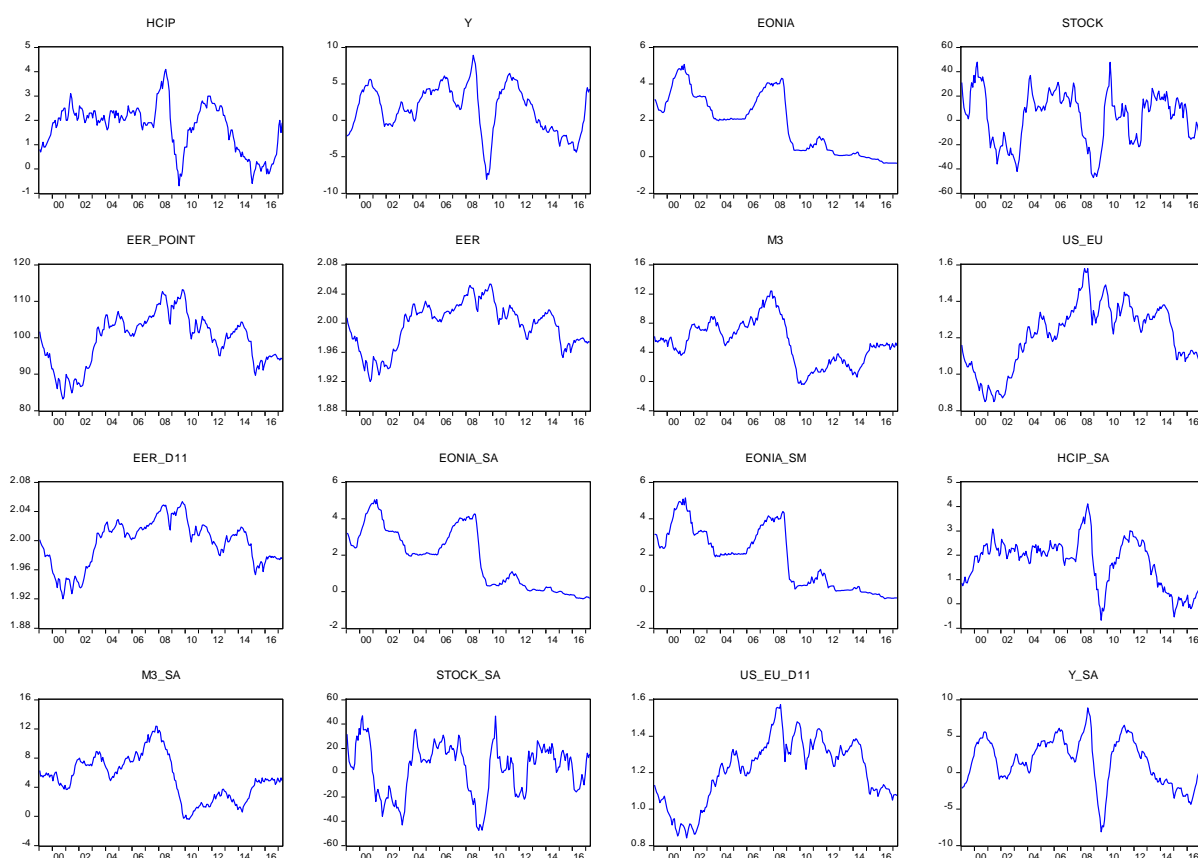 HCIP
5
4
3
2
1
0
-1
00 02 04 06 08 10 12 14 16
Y
10
5
0
-5
-10
00 02 04 06 08 10 12 14 16
EONIA
6
4
2
0
-2
00 02 04 06 08 10 12 14 16
STOCK
60
40
20
0
-20
-40
-60
00 02 04 06 08 10 12 14 16
EER_POINT
120
110
100
90
80
00 02 04 06 08 10 12 14 16
EER
2.08
2.04
2.00
1.96
1.92
1.88
00 02 04 06 08 10 12 14 16
M3
16
12
8
4
0
-4
00 02 04 06 08 10 12 14 16
US_EU
1.6
1.4
1.2
1.0
0.8
00 02 04 06 08 10 12 14 16
EER_D11
2.08
2.04
2.00
1.96
1.92
1.88
00 02 04 06 08 10 12 14 16
EONIA_SA
6
4
2
0
-2
00 02 04 06 08 10 12 14 16
EONIA_SM
6
4
2
0
-2
00 02 04 06 08 10 12 14 16
HCIP_SA
5
4
3
2
1
0
-1
00 02 04 06 08 10 12 14 16
M3_SA
16
12
8
4
0
-4
00 02 04 06 08 10 12 14 16
STOCK_SA
60
40
20
0
-20
-40
-60
00 02 04 06 08 10 12 14 16
US_EU_D11
1.6
1.4
1.2
1.0
0.8
00 02 04 06 08 10 12 14 16
Y_SA
10
5
0
-5
-10
00 02 04 06 08 10 12 14 16